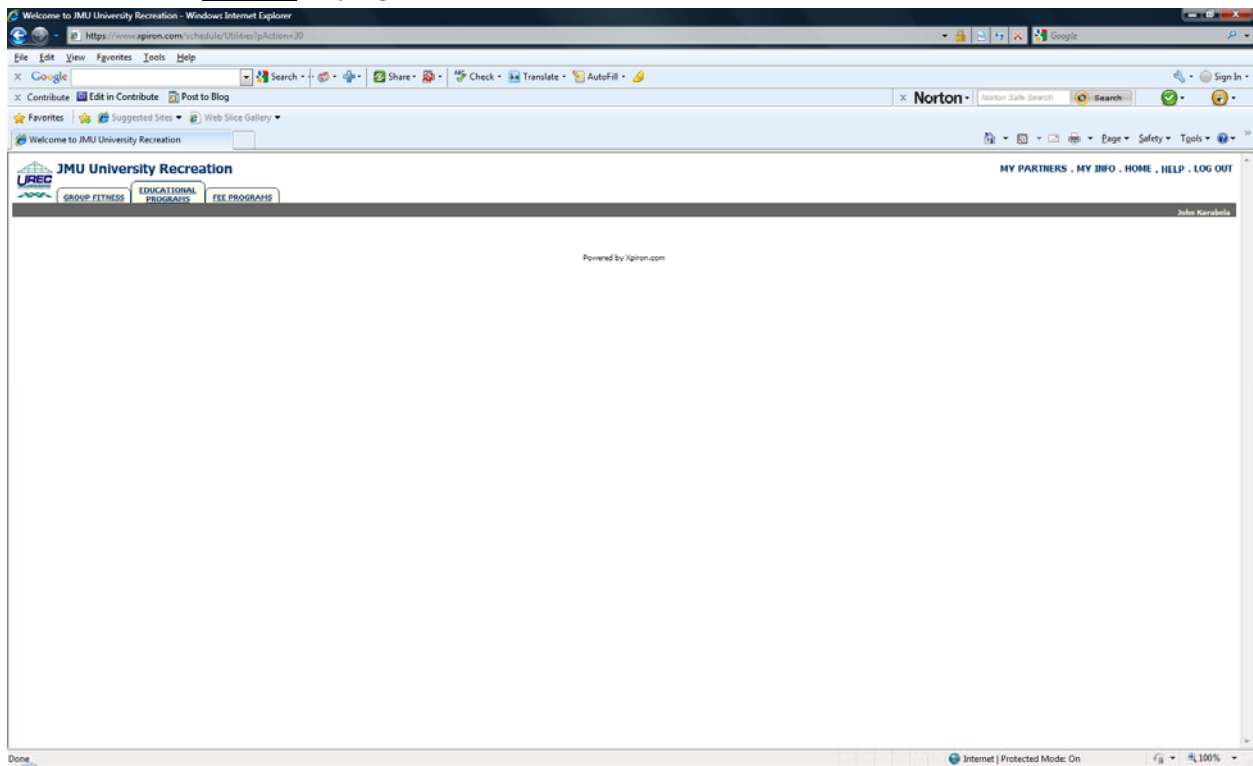 Welcome to JMU University Recreation - Windows Internet Explorer
https://www.xpiron.com/schedule/Utilities?pAction=30
Google
File Edit View Favorites Tools Help
x Google Search Share Check Translate AutoFill Sign In
x Contribute Edit in Contribute Post to Blog
x Norton Norton Safe Search Search
Favorites Suggested Sites Web Slice Gallery
Welcome to JMU University Recreation
Page Safety Tools
UREC
JMU University Recreation
MY PARTNERS . MY INFO . HOME . HELP . LOG OUT
GROUP FITNESS
EDUCATIONAL
PROGRAMS
FEE PROGRAMS
John Karabela
Powered by Xpiron.com
Done
Internet | Protected Mode: On
100%